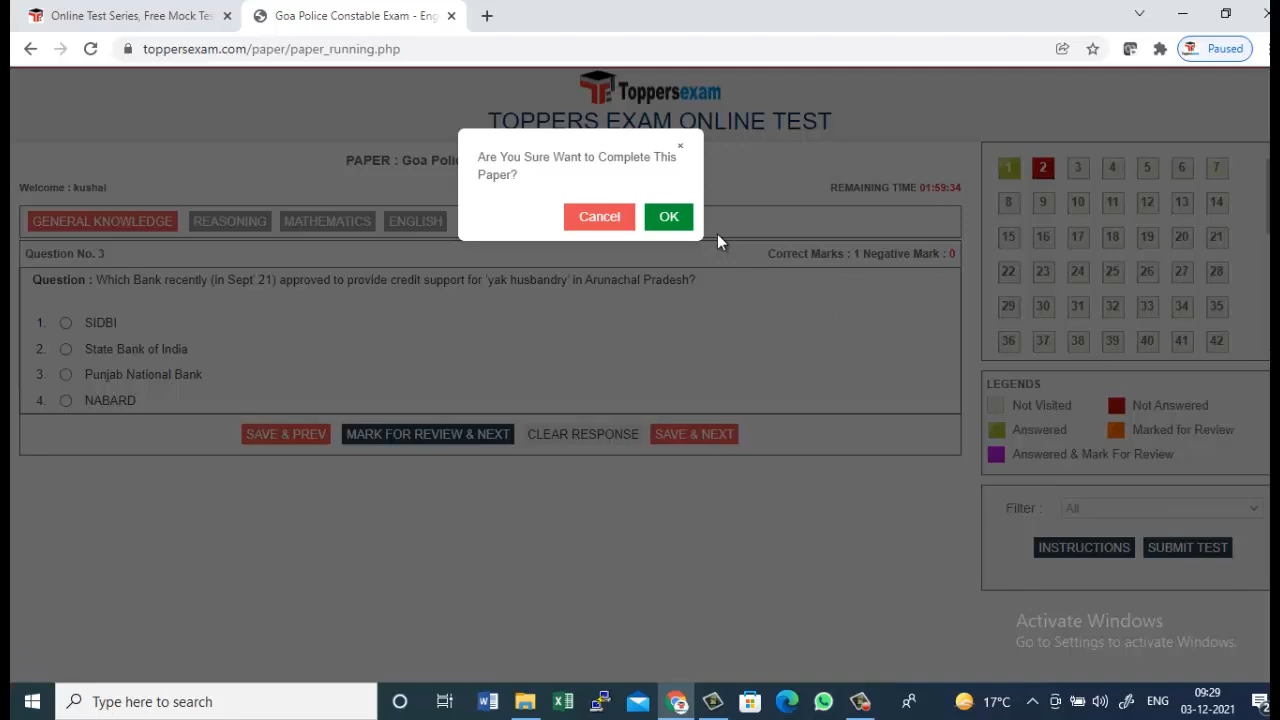 Online Test Series, Free Mock Tes
Goa Police Constable Exam - Eng
toppersexam.com/paper/paper_running.php
Paused
Toppersexam
TOPPERS EXAM ONLINE TEST
PAPER : Goa Polic
Are You Sure Want to Complete This
Paper?
Cancel OK
Welcome : kushal
REMAINING TIME 01:59:34
GENERAL KNOWLEDGE REASONING MATHEMATICS ENGLISH
Question No. 3
Correct Marks : 1 Negative Mark : 0
Question : Which Bank recently (in Sept' 21) approved to provide credit support for 'yak husbandry' in Arunachal Pradesh?
1. SIDBI
2. State Bank of India
3. Punjab National Bank
4. NABARD
SAVE & PREV MARK FOR REVIEW & NEXT CLEAR RESPONSE SAVE & NEXT
1 2 3 4 5 6 7
8 9 10 11 12 13 14
15 16 17 18 19 20 21
22 23 24 25 26 27 28
29 30 31 32 33 34 35
36 37 38 39 40 41 42
LEGENDS
Not Visited Not Answered
Answered Marked for Review
Answered & Mark For Review
Filter : All
INSTRUCTIONS SUBMIT TEST
Activate Windows
Go to Settings to activate Windows.
Type here to search
17°C
ENG
09:29
03-12-2021
2